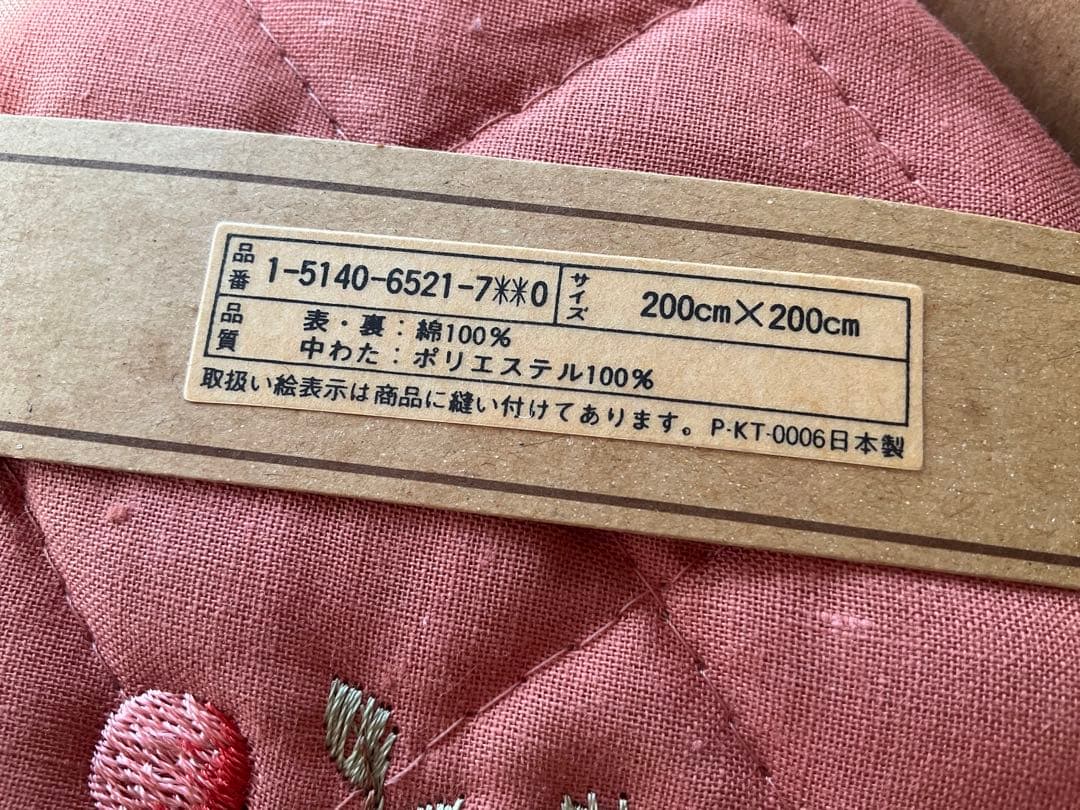 品番 1-5140-6521-7**0 サイズ 200cm×200cm
品質 表・裏：綿100%
中わた：ポリエステル100%
取扱い絵表示は商品に縫い付けてあります。 P-KT-0006日本製